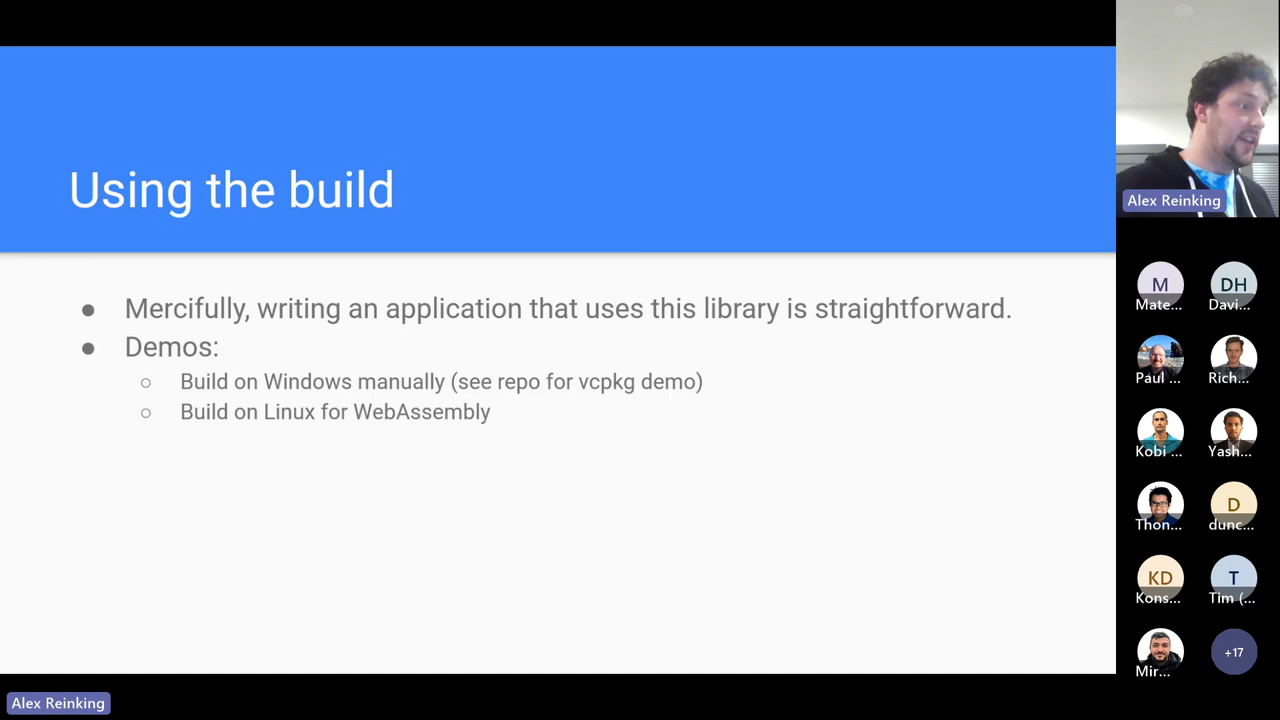 Using the build
● Mercifully, writing an application that uses this library is straightforward.
● Demos:
○ Build on Windows manually (see repo for vcpkg demo)
○ Build on Linux for WebAssembly
Alex Reinking
Alex Reinking
M
DH
Mate...
Davi...
Paul ...
Rich...
Kobi ...
Yash...
D
Thon...
dunc...
KD
T
Kons...
Tim (...
+17
Mir...